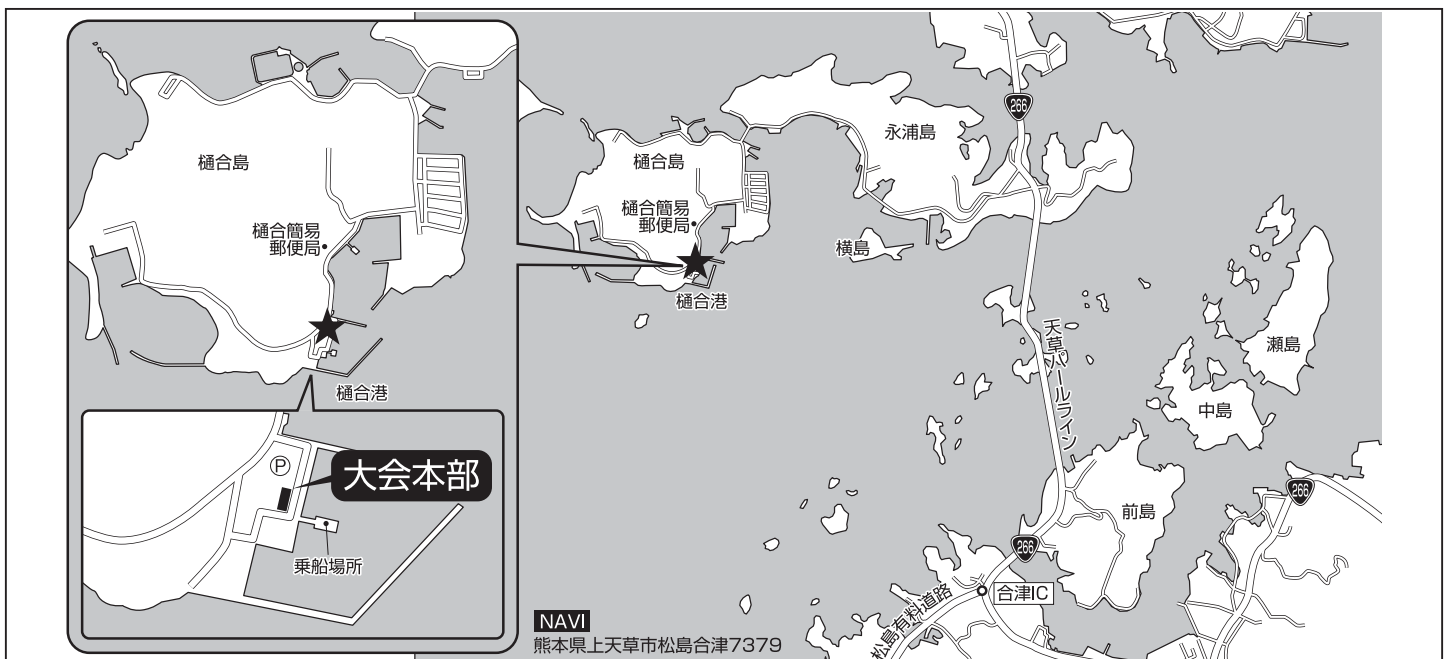 樋合島
樋合簡易
郵便局
樋合港
P
大会本部
乗船場所
266
永浦島
樋合島
樋合簡易
郵便局
横島
樋合港
天草パールライン
瀬島
中島
前島
266
266
合津IC
松島有料道路
NAVI
熊本県上天草市松島合津7379